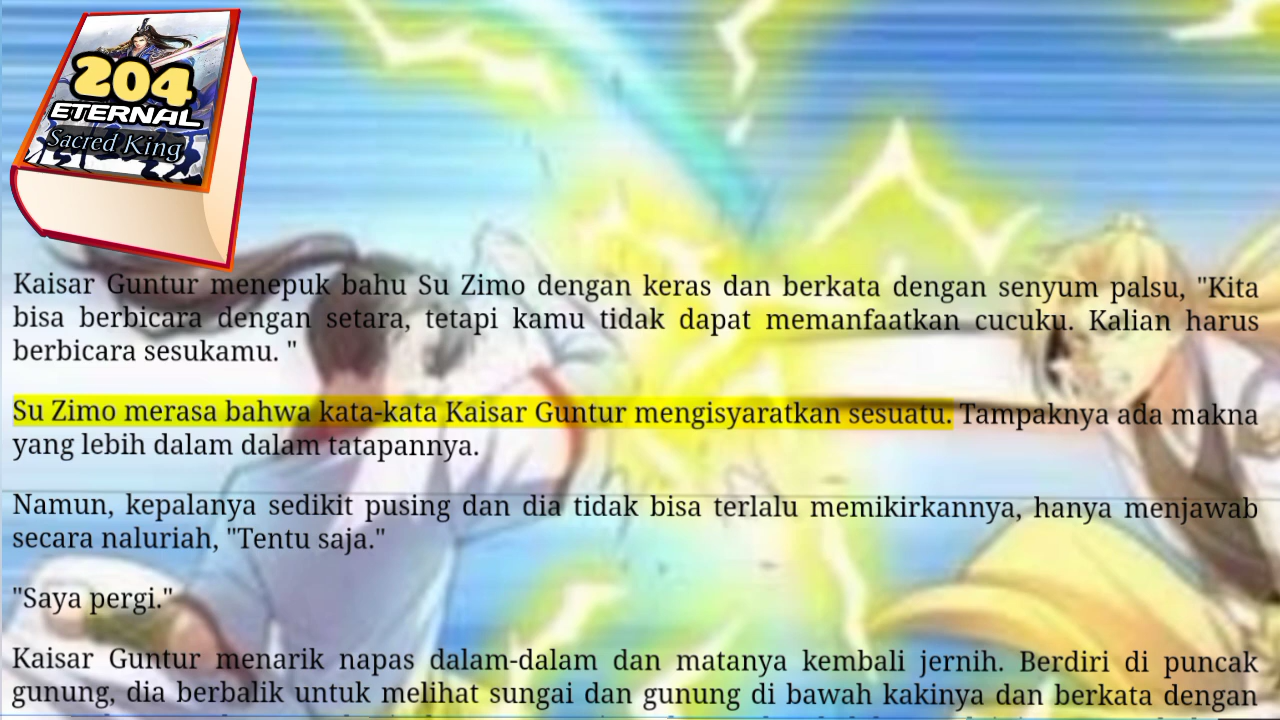 204
ETERNAL
Sacred King
Kaisar Guntur menepuk bahu Su Zimo dengan keras dan berkata dengan senyum palsu, "Kita
bisa berbicara dengan setara, tetapi kamu tidak dapat memanfaatkan cucuku. Kalian harus
berbicara sesukamu. "
Su Zimo merasa bahwa kata-kata Kaisar Guntur mengisyaratkan sesuatu. Tampaknya ada makna
yang lebih dalam dalam tatapannya.
Namun, kepalanya sedikit pusing dan dia tidak bisa terlalu memikirkannya, hanya menjawab
secara naluriah, "Tentu saja."
"Saya pergi."
Kaisar Guntur menarik napas dalam-dalam dan matanya kembali jernih. Berdiri di puncak
gunung, dia berbalik untuk melihat sungai dan gunung di bawah kakinya dan berkata dengan